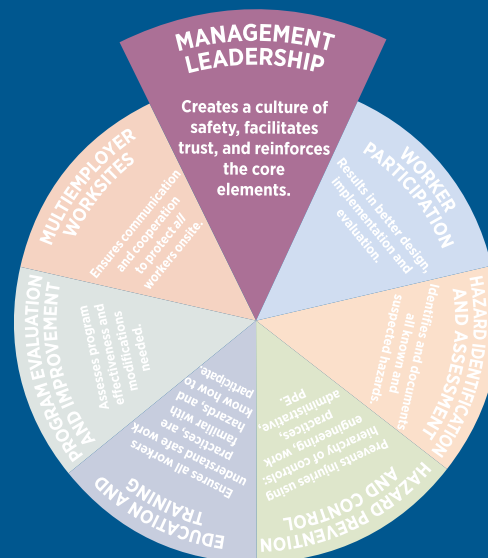 MANAGEMENT
LEADERSHIP
Creates a culture of
safety, facilitates
trust, and reinforces
the core
elements.
WORKER
PARTICIPATION
Results in better design,
implementation and
evaluation.
HAZARD IDENTIFICATION
AND ASSESSMENT
Identifies and documents
all known and
suspected hazards.
HAZARD PREVENTION
AND CONTROL
Prevents injuries using
hierarchy of controls:
engineering, work
practices,
administrative,
PPE.
EDUCATION AND
TRAINING
Ensures all workers
understand safe work
practices, are
familiar with
hazards, and
know how to
participate.
PROGRAM EVALUATION
AND IMPROVEMENT
Assesses program
effectiveness and
modifications
needed.
MULTIEMPLOYER
WORKSITES
Ensures communication
and cooperation
to protect all
workers onsite.